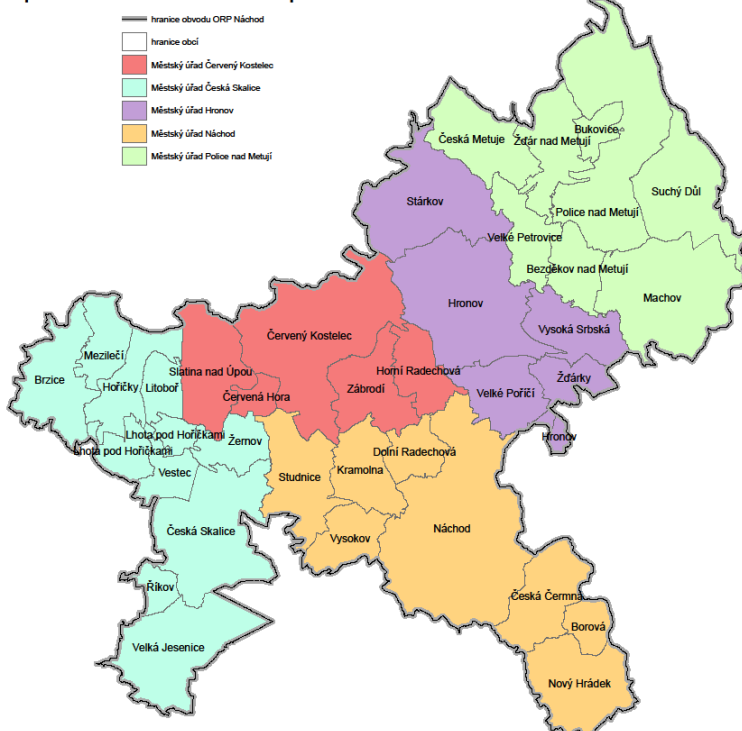 hranice obvodu ORP Náchod
hranice obcí
Městský úřad Červený Kostelec
Městský úřad Česká Skalice
Městský úřad Hronov
Městský úřad Náchod
Městský úřad Police nad Metují
Bukovice
Česká Metuje
Žďár nad Metují
Suchý Důl
Stárkov
Police nad Metují
Velké Petrovice
Bezděkov nad Metují
Machov
Hronov
Vysoká Srbská
Červený Kostelec
Mezilečí
Slatina nad Úpou
Horní Radechová
Žďárky
Brzice
Hořičky
Litoboř
Zábrodí
Velké Poříčí
Červená Hora
Lhota pod Hořičkami
Žernov
Hronov
Lhota pod Hořičkami
Dolní Radechová
Vestec
Studnice
Kramolna
Česká Skalice
Vysokov
Náchod
Říkov
Česká Čermná
Borová
Velká Jesenice
Nový Hrádek